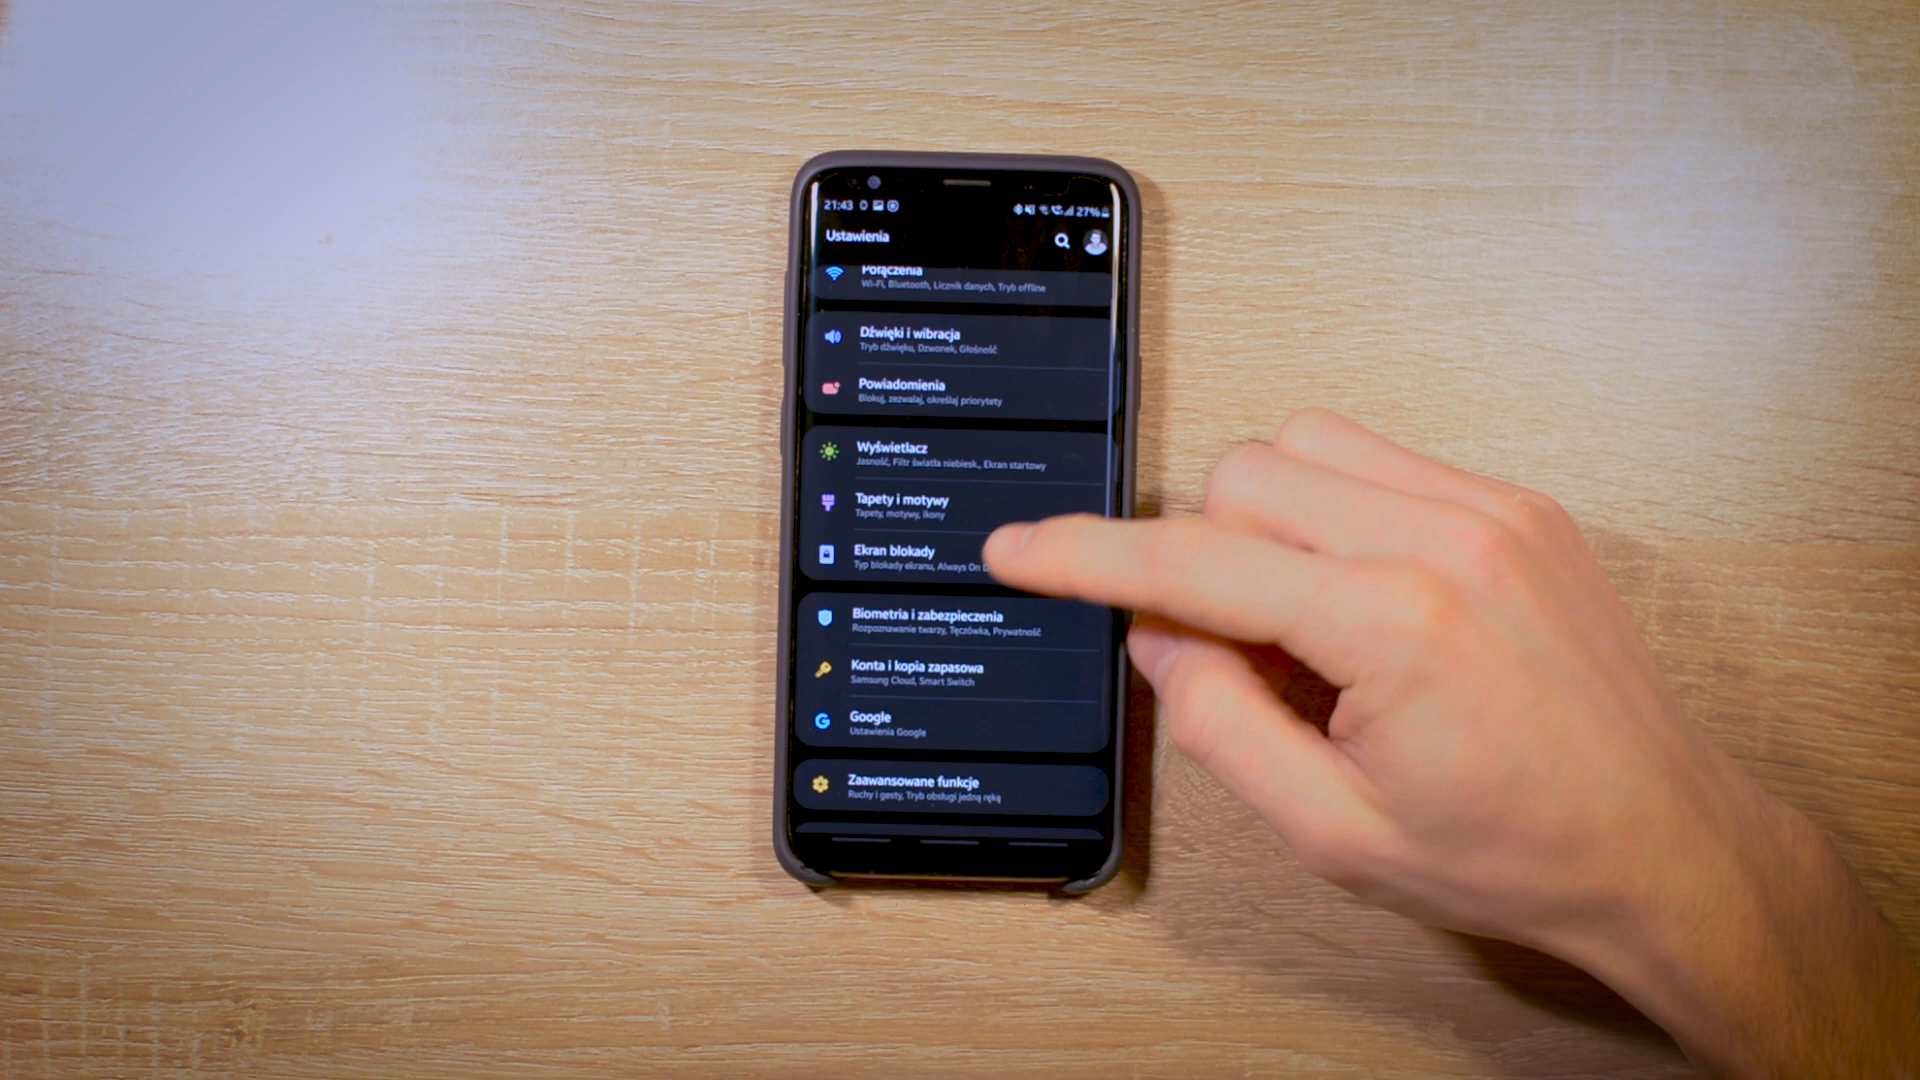 21:43
27%
Ustawienia
Połączenia
Wi-Fi, Bluetooth, Licznik danych, Tryb offline
Dźwięki i wibracja
Tryb dźwięku, Dzwonek, Głośność
Powiadomienia
Blokuj, zezwalaj, określaj priorytety
Wyświetlacz
Jasność, Filtr światła niebiesk., Ekran startowy
Tapety i motywy
Tapety, motywy, ikony
Ekran blokady
Typ blokady ekranu, Always On D
Biometria i zabezpieczenia
Rozpoznawanie twarzy, Tęczówka, Prywatność
Konta i kopia zapasowa
Samsung Cloud, Smart Switch
Google
Ustawienia Google
Zaawansowane funkcje
Ruchy i gesty, Tryb obsługi jedną ręką